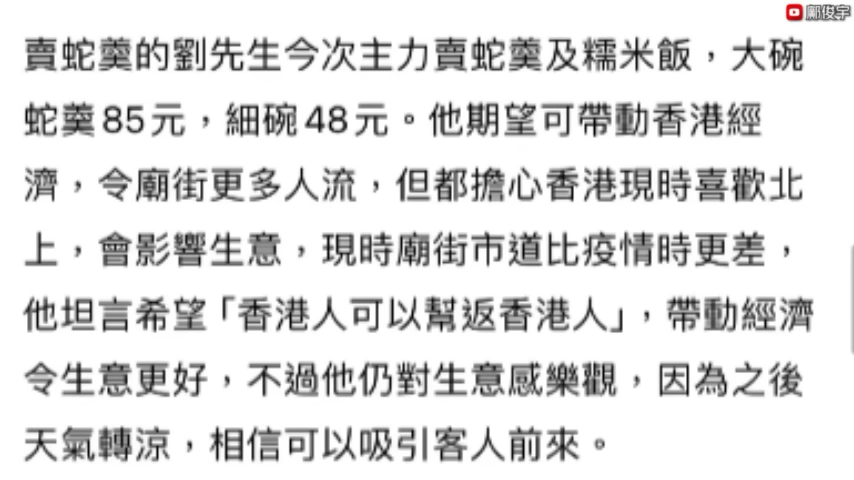 鄺俊宇
賣蛇羹的劉先生今次主力賣蛇羹及糯米飯，大碗
蛇羹85元，細碗48元。他期望可帶動香港經
濟，令廟街更多人流，但都擔心香港現時喜歡北
上，會影響生意，現時廟街市道比疫情時更差，
他坦言希望「香港人可以幫返香港人」，帶動經濟
令生意更好，不過他仍對生意感樂觀，因為之後
天氣轉涼，相信可以吸引客人前來。